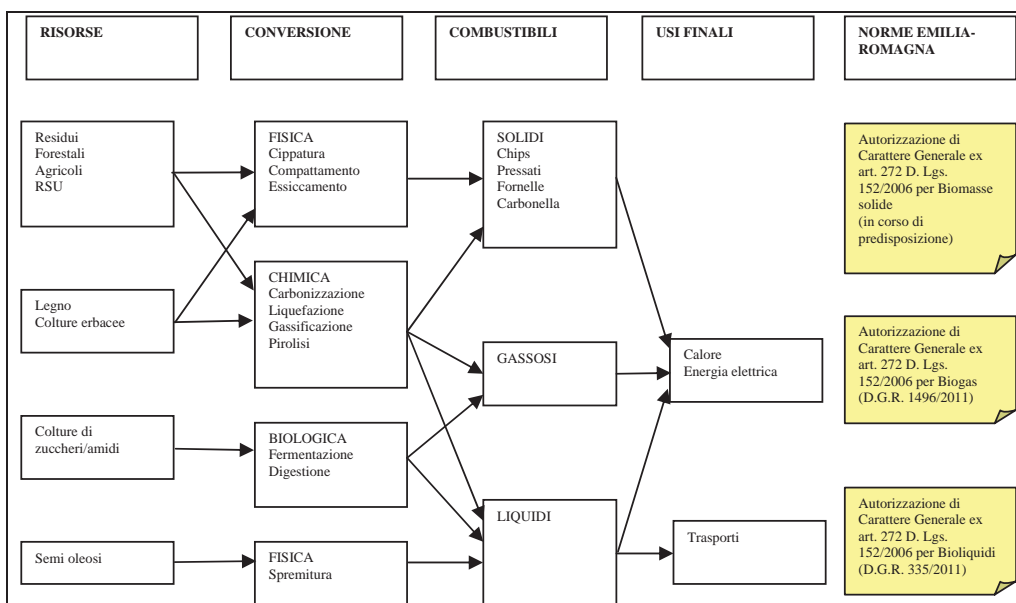 RISORSE
CONVERSIONE
COMBUSTIBILI
USI FINALI
NORME EMILIA-
ROMAGNA
Residui
Forestali
Agricoli
RSU
FISICA
Cippatura
Compattamento
Essiccamento
SOLIDI
Chips
Pressati
Fornelle
Carbonella
Autorizzazione di
Carattere Generale ex
art. 272 D. Lgs.
152/2006 per Biomasse
solide
(in corso di
predisposizione)
Legno
Colture erbacee
CHIMICA
Carbonizzazione
Liquefazione
Gassificazione
Pirolisi
GASSOSI
Calore
Energia elettrica
Autorizzazione di
Carattere Generale ex
art. 272 D. Lgs.
152/2006 per Biogas
(D.G.R. 1496/2011)
Colture di
zuccheri/amidi
BIOLOGICA
Fermentazione
Digestione
LIQUIDI
Trasporti
Autorizzazione di
Carattere Generale ex
art. 272 D. Lgs.
152/2006 per Bioliquidi
(D.G.R. 335/2011)
Semi oleosi
FISICA
Spremitura